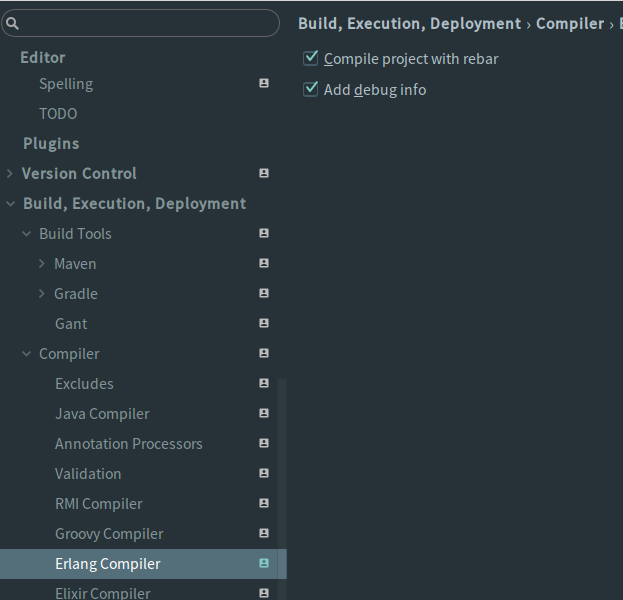 Build, Execution, Deployment › Compiler ›
Editor
Compile project with rebar
Spelling
Add debug info
TODO
Plugins
Version Control
Build, Execution, Deployment
Build Tools
Maven
Gradle
Gant
Compiler
Excludes
Java Compiler
Annotation Processors
Validation
RMI Compiler
Groovy Compiler
Erlang Compiler
Elixir Compiler